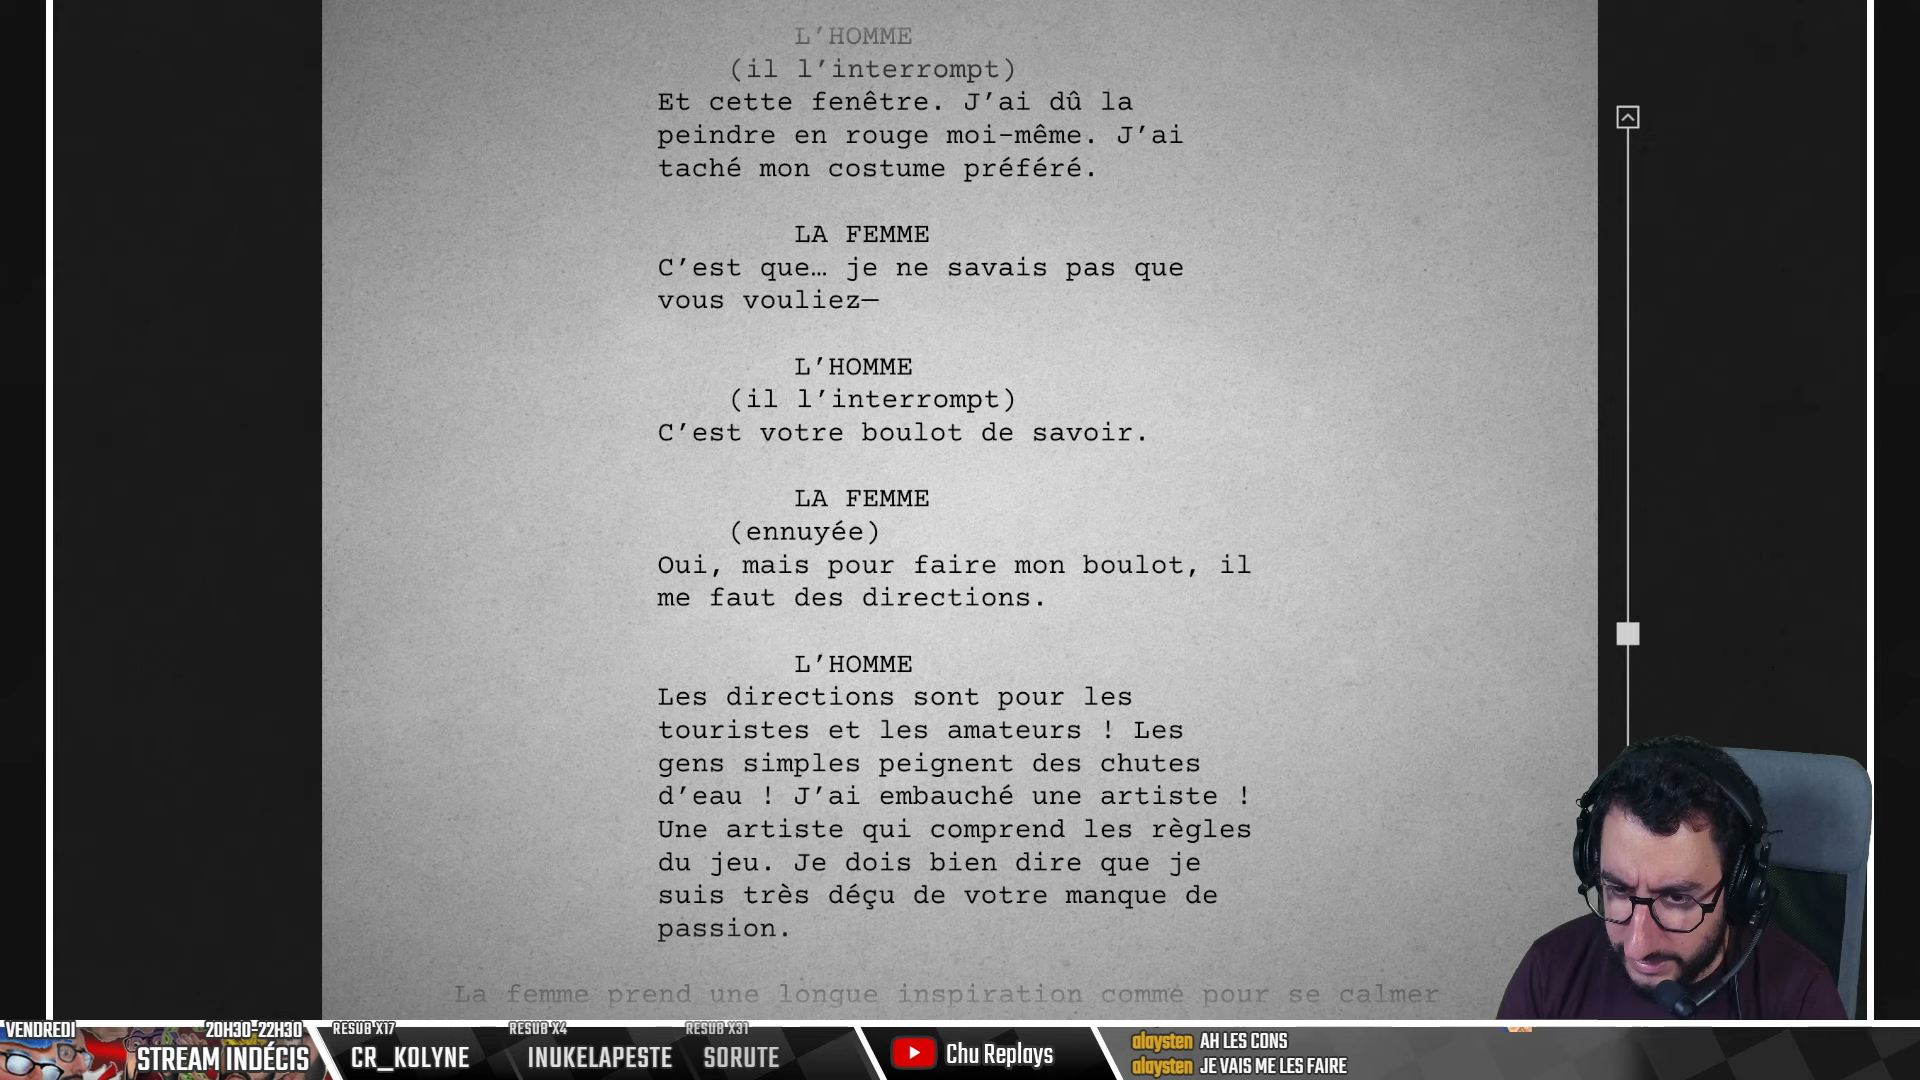 L’HOMME
(il l’interrompt)
Et cette fenêtre. J’ai dû la
peindre en rouge moi-même. J’ai
taché mon costume préféré.
LA FEMME
C’est que… je ne savais pas que
vous vouliez—
L’HOMME
(il l’interrompt)
C’est votre boulot de savoir.
LA FEMME
(ennuyée)
Oui, mais pour faire mon boulot, il
me faut des directions.
L’HOMME
Les directions sont pour les
touristes et les amateurs ! Les
gens simples peignent des chutes
d’eau ! J’ai embauché une artiste !
Une artiste qui comprend les règles
du jeu. Je dois bien dire que je
suis très déçu de votre manque de
passion.
La femme prend une longue inspiration comme pour se calmer
VENDREDI 20H30-22H30
STREAM INDÉCIS
RESUB X17
CR_KOLYNE
RESUB X4
INUKELAPESTE
RESUB X31
SORUTE
Chu Replays
alaysten AH LES CONS
alaysten JE VAIS ME LES FAIRE